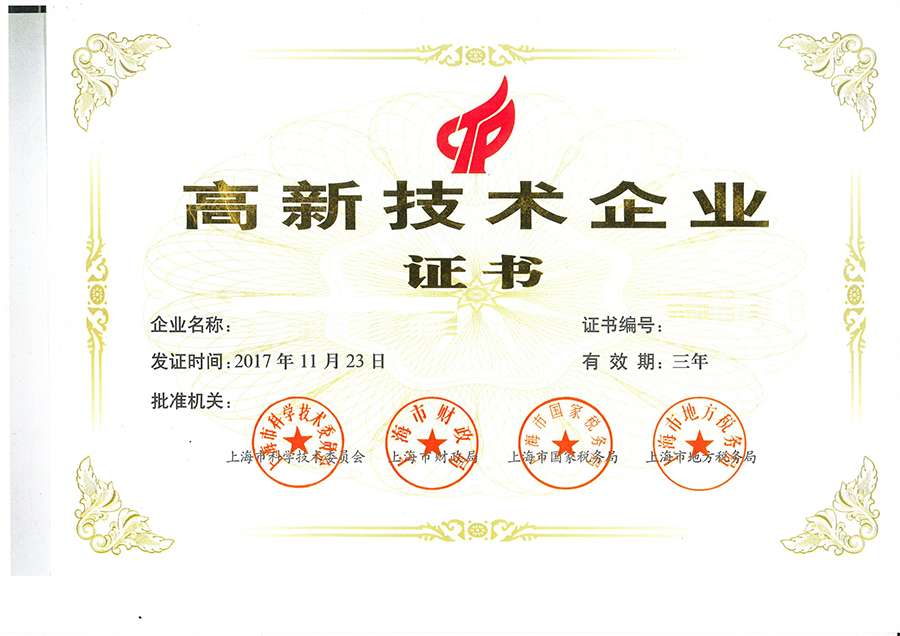 高新技术企业
证书
企业名称：
证书编号：
发证时间：2017 年 11 月 23 日
有 效 期：三年
批准机关：
上海市科学技术委员会
上海市财政局
上海市国家税务局
上海市地方税务局
上海市科学技术委员会
上海市财政局
上海市国家税务局
上海市地方税务局